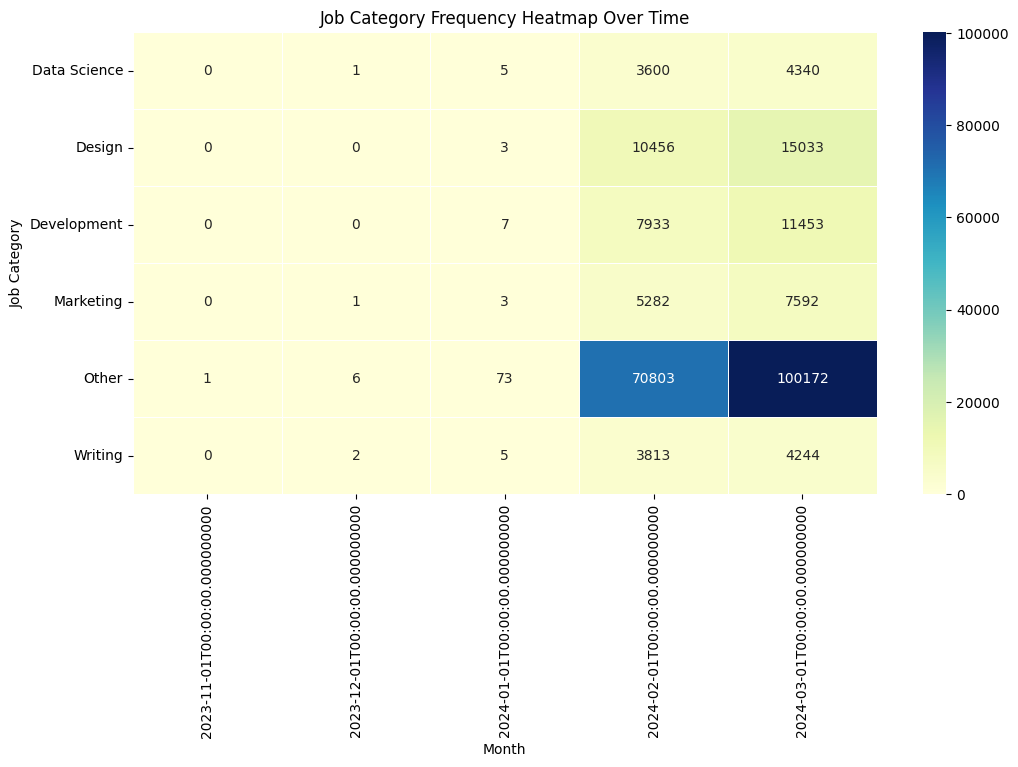 Job Category Frequency Heatmap Over Time
Job Category
Data Science 0 1 5 3600 4340
Design 0 0 3 10456 15033
Development 0 0 7 7933 11453
Marketing 0 1 3 5282 7592
Other 1 6 73 70803 100172
Writing 0 2 5 3813 4244
2023-11-01T00:00:00.000000000
2023-12-01T00:00:00.000000000
2024-01-01T00:00:00.000000000
2024-02-01T00:00:00.000000000
2024-03-01T00:00:00.000000000
Month
100000
80000
60000
40000
20000
0